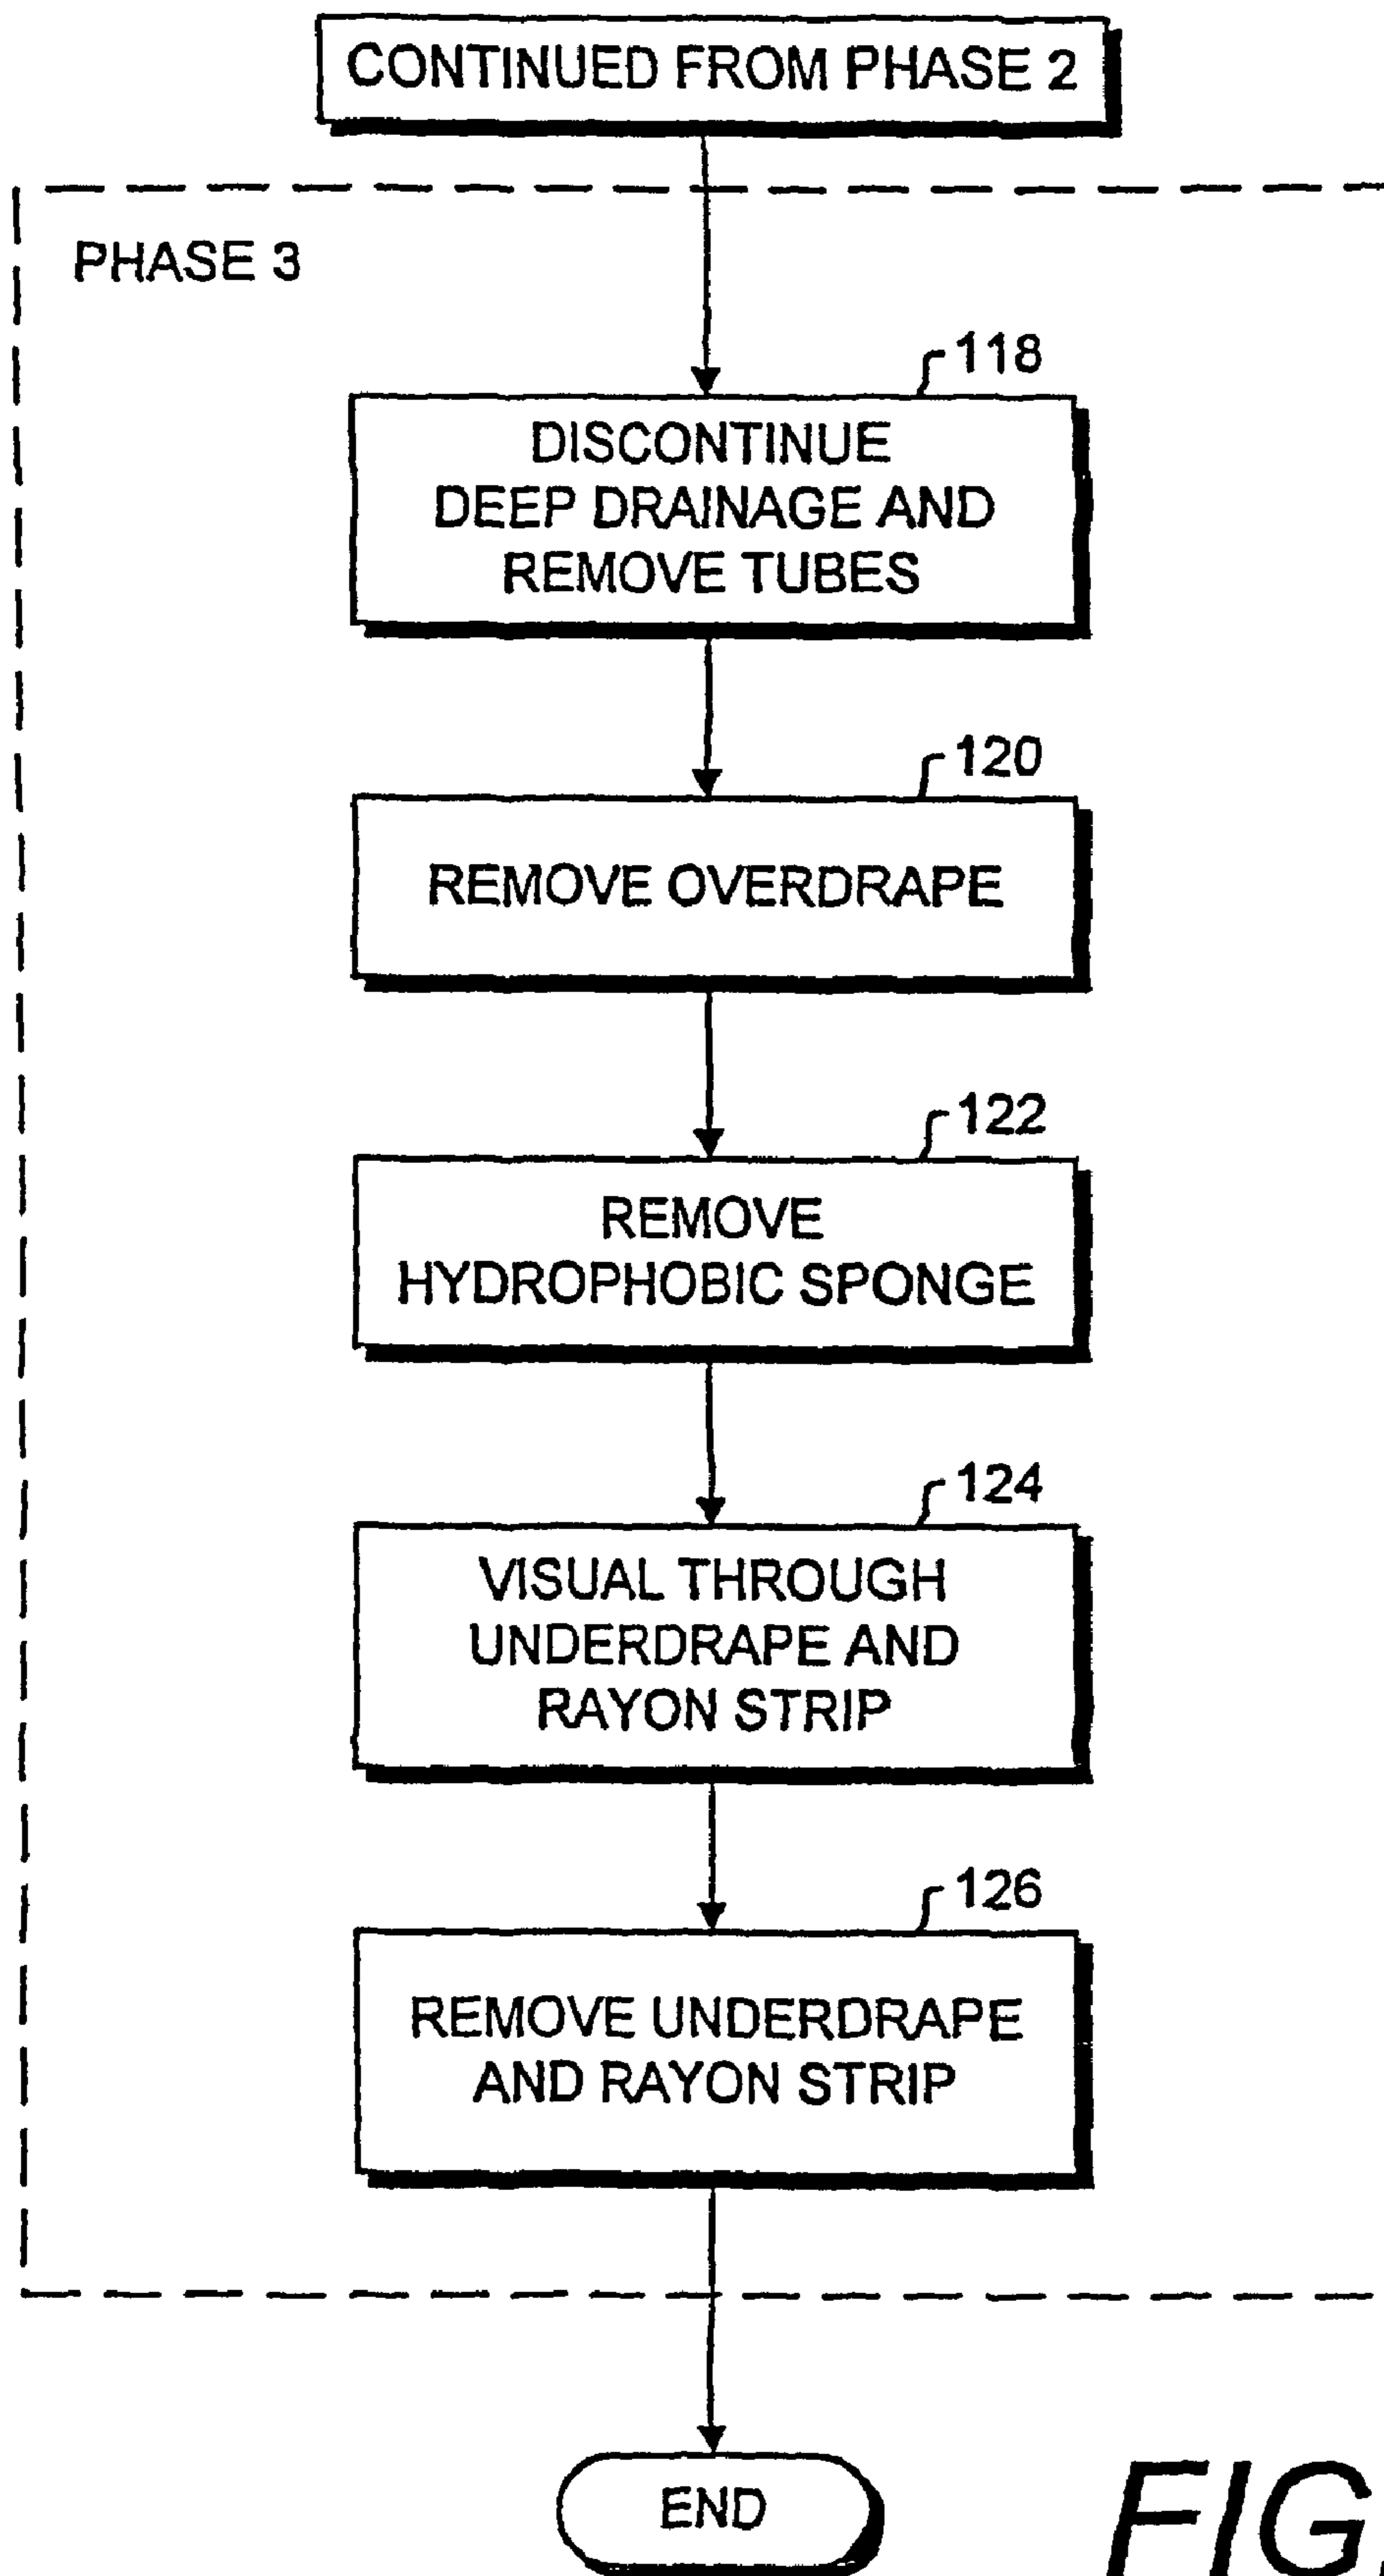 CONTINUED FROM PHASE 2
PHASE 3
118
DISCONTINUE
DEEP DRAINAGE AND
REMOVE TUBES
120
REMOVE OVERDRAPE
122
REMOVE
HYDROPHOBIC SPONGE
124
VISUAL THROUGH
UNDERDRAPE AND
RAYON STRIP
126
REMOVE UNDERDRAPE
AND RAYON STRIP
END
FIG.